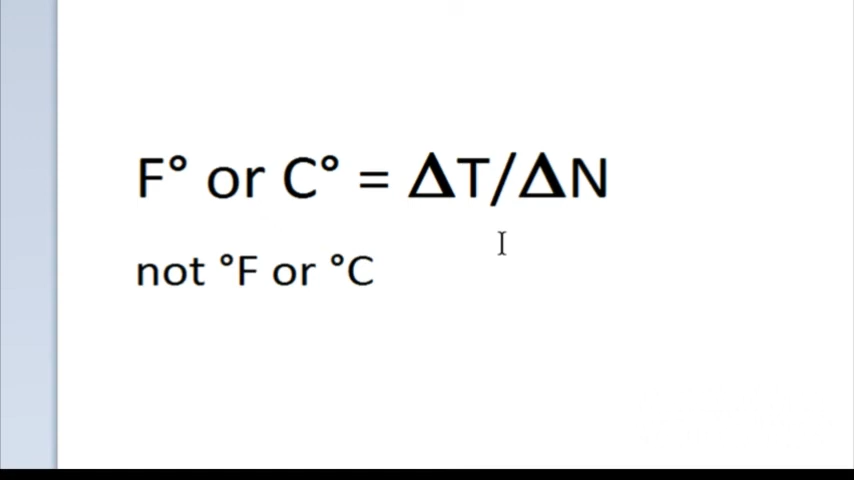 F° or C° = ΔT/ΔN
not °F or °C